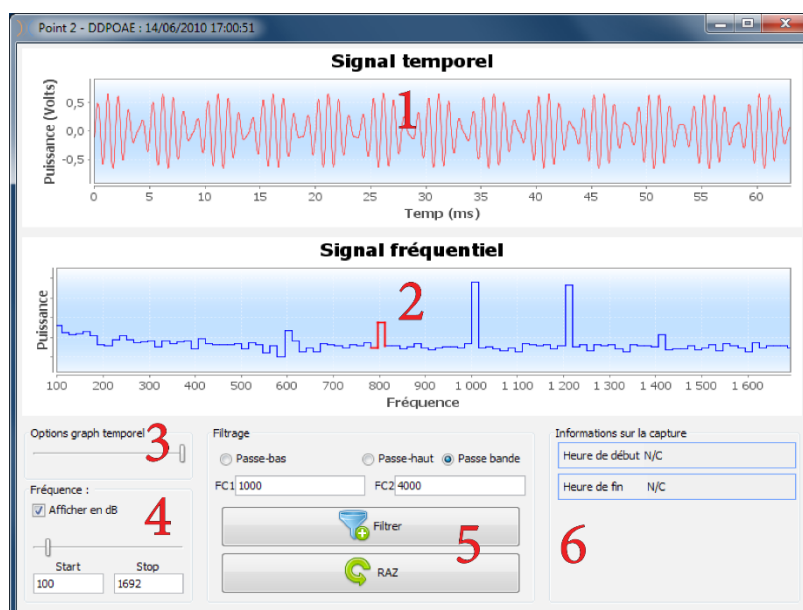 Point 2 - DDPOAE : 14/06/2010 17:00:51
Signal temporel
1
Puissance (Volts)
0,5
0,0
-0,5
0 5 10 15 20 25 30 35 40 45 50 55 60
Temp (ms)
Signal fréquentiel
2
Puissance
100 200 300 400 500 600 700 800 900 1 000 1 100 1 200 1 300 1 400 1 500 1 600
Fréquence
Options graph temporel
3
Fréquence :
Afficher en dB
4
Start Stop
100 1692
Filtrage
Passe-bas Passe-haut Passe bande
FC1 1000 FC2 4000
Filtrer
5
RAZ
Informations sur la capture
Heure de début N/C
Heure de fin N/C
6